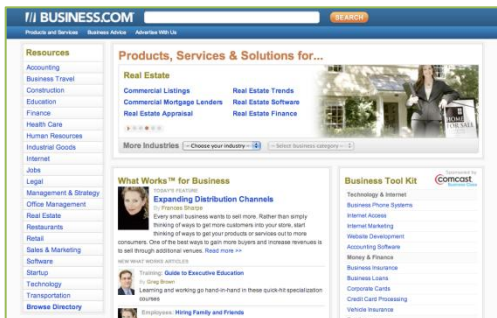 BUSINESS.COM
SEARCH
Products and Services Business Advice Advertise With Us
Resources
Accounting
Business Travel
Construction
Education
Finance
Health Care
Human Resources
Industrial Goods
Internet
Jobs
Legal
Management & Strategy
Office Management
Real Estate
Restaurants
Retail
Sales & Marketing
Software
Startup
Technology
Transportation
Browse Directory
Products, Services & Solutions for...
Real Estate
Commercial Listings Real Estate Trends
Commercial Mortgage Lenders Real Estate Software
Real Estate Appraisal Real Estate Finance
HOME
FOR SALE
More Industries -- Choose your industry -- -- Select business category --
What Works™ for Business
TODAY'S FEATURE
Expanding Distribution Channels
by Frances Sharpe
Every small business wants to sell more. Rather than simply
thinking of ways to get more customers into your store, start
thinking of ways to get your products or services out to more
consumers. One of the best ways to gain more buyers and increase revenues is
to sell through additional venues. Read more >>
NEW WHAT WORKS ARTICLES
Training: Guide to Executive Education
by Greg Brown
Learning and working go hand-in-hand in these quick-hit specialization
courses
Employees: Hiring Family and Friends
Business Tool Kit
Sponsored by
comcast.
Business Class
Technology & Internet
Business Phone Systems
Internet Access
Internet Marketing
Website Development
Accounting Software
Money & Finance
Business Insurance
Business Loans
Corporate Cards
Credit Card Processing
Vehicle Insurance